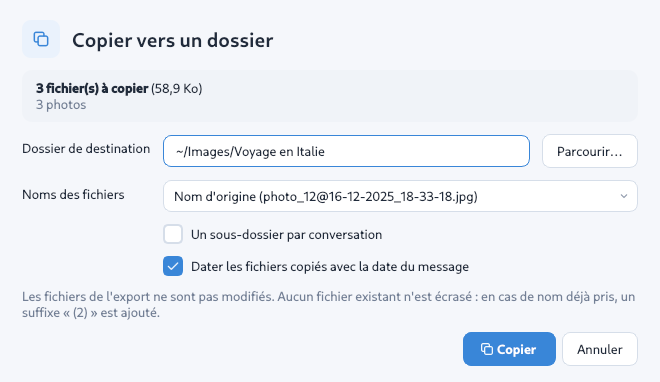 Copier vers un dossier
3 fichier(s) à copier (58,9 Ko)
3 photos
Dossier de destination
~/Images/Voyage en Italie
Parcourir...
Noms des fichiers
Nom d'origine (photo_12@16-12-2025_18-33-18.jpg)
Un sous-dossier par conversation
Dater les fichiers copiés avec la date du message
Les fichiers de l'export ne sont pas modifiés. Aucun fichier existant n'est écrasé : en cas de nom déjà pris, un
suffixe « (2) » est ajouté.
Copier
Annuler